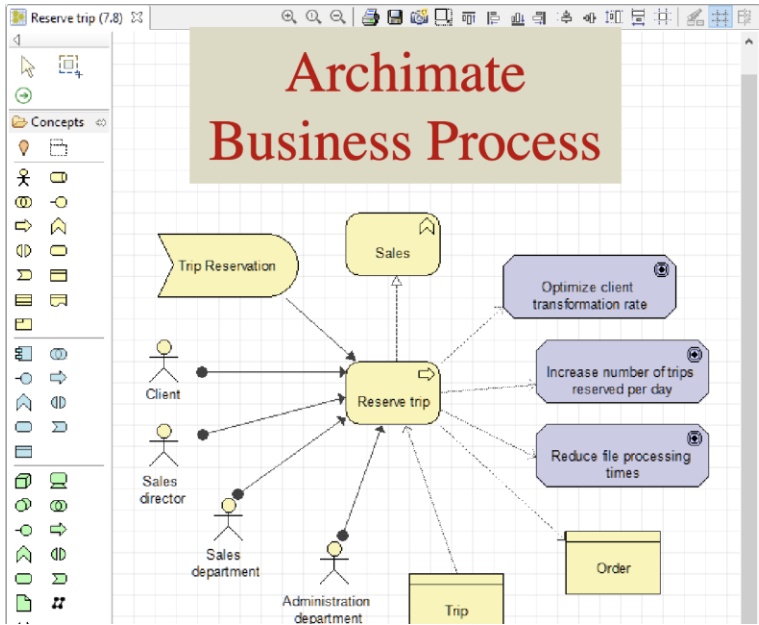 Reserve trip (7.8)
Archimate
Business Process
Concepts
Sales
Trip Reservation
Optimize client
transformation rate
Client
Reserve trip
Increase number of trips
reserved per day
Sales
director
Reduce file processing
times
Sales
department
Order
Administration
department
Trip